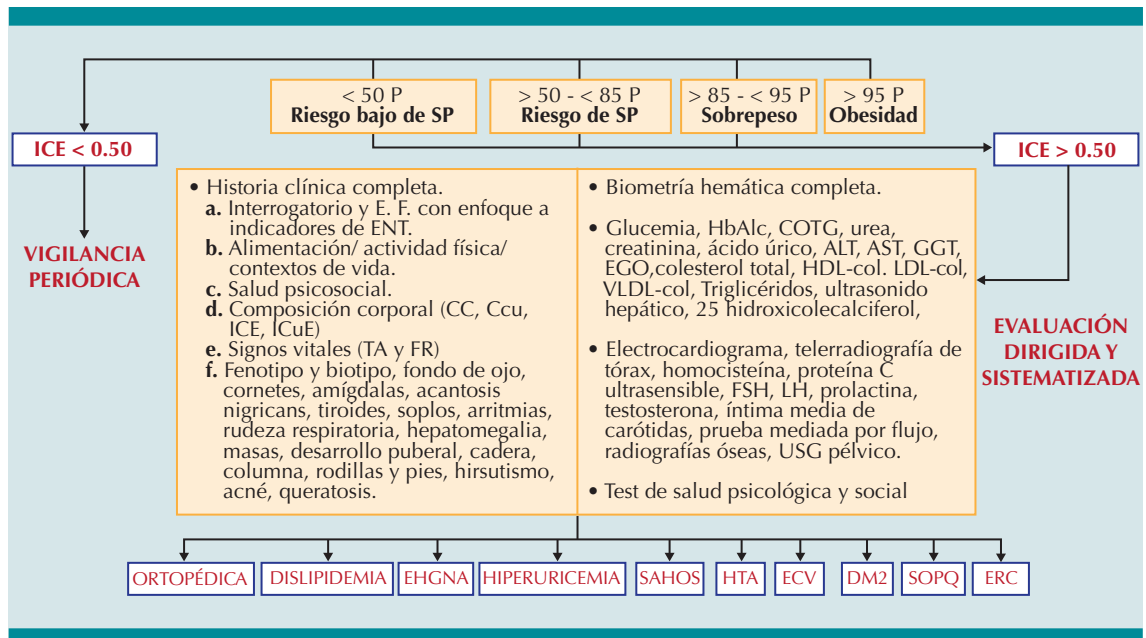 < 50 P
Riesgo bajo de SP
> 50 - < 85 P
Riesgo de SP
> 85 - < 95 P
Sobrepeso
> 95 P
Obesidad
ICE < 0.50
ICE > 0.50
VIGILANCIA
PERIÓDICA
• Historia clínica completa.
a. Interrogatorio y E. F. con enfoque a
indicadores de ENT.
b. Alimentación/ actividad física/
contextos de vida.
c. Salud psicosocial.
d. Composición corporal (CC, Ccu,
ICE, ICuE)
e. Signos vitales (TA y FR)
f. Fenotipo y biotipo, fondo de ojo,
cornetes, amígdalas, acantosis
nigricans, tiroides, soplos, arritmias,
rudeza respiratoria, hepatomegalia,
masas, desarrollo puberal, cadera,
columna, rodillas y pies, hirsutismo,
acné, queratosis.
• Biometría hemática completa.
• Glucemia, HbAlc, COTG, urea,
creatinina, ácido úrico, ALT, AST, GGT,
EGO,colesterol total, HDL-col. LDL-col,
VLDL-col, Triglicéridos, ultrasonido
hepático, 25 hidroxicolecalciferol,
• Electrocardiograma, telerradiografía de
tórax, homocisteína, proteína C
ultrasensible, FSH, LH, prolactina,
testosterona, íntima media de
carótidas, prueba mediada por flujo,
radiografías óseas, USG pélvico.
• Test de salud psicológica y social
EVALUACIÓN
DIRIGIDA Y
SISTEMATIZADA
ORTOPÉDICA
DISLIPIDEMIA
EHGNA
HIPERURICEMIA
SAHOS
HTA
ECV
DM2
SOPQ
ERC